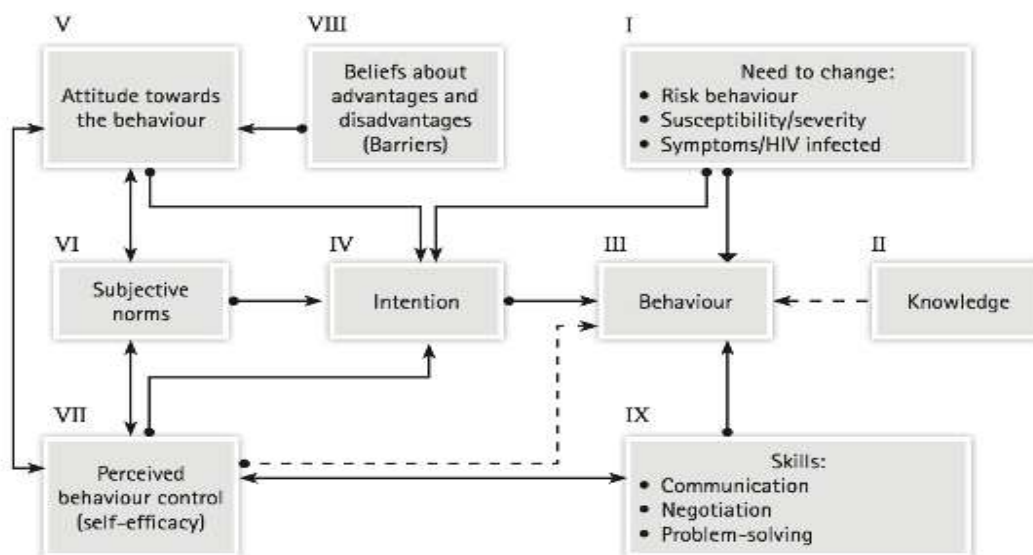 V
Attitude towards
the behaviour
VIII
Beliefs about
advantages and
disadvantages
(Barriers)
I
Need to change:
• Risk behaviour
• Susceptibility/severity
• Symptoms/HIV infected
VI
Subjective
norms
IV
Intention
III
Behaviour
II
Knowledge
VII
Perceived
behaviour control
(self-efficacy)
IX
Skills:
• Communication
• Negotiation
• Problem-solving